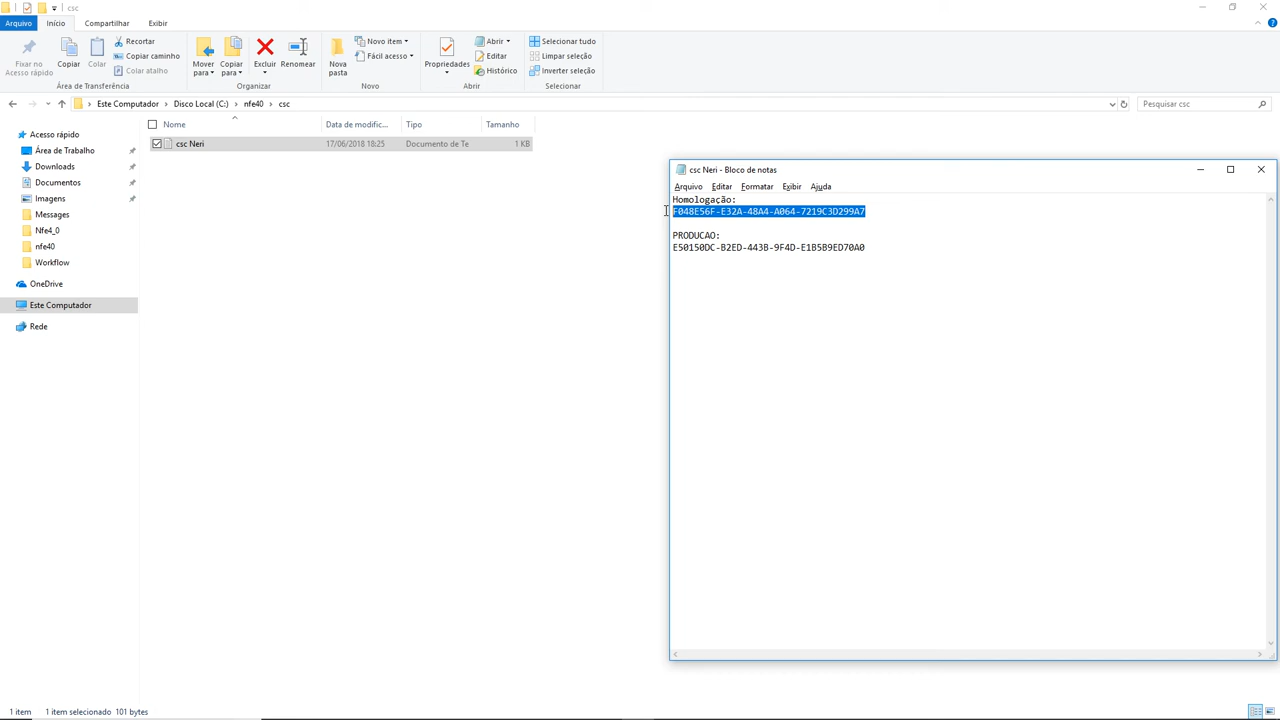 csc
Arquivo
Início
Compartilhar
Exibir
Fixar no
Acesso rápido
Copiar
Colar
Recortar
Copiar caminho
Colar atalho
Área de Transferência
Mover
para
Copiar
para
Excluir
Renomear
Organizar
Nova
pasta
Novo item
Fácil acesso
Novo
Propriedades
Abrir
Editar
Histórico
Abrir
Selecionar tudo
Limpar seleção
Inverter seleção
Selecionar
Este Computador > Disco Local (C:) > nfe40 > csc
Pesquisar csc
Nome
Data de modific...
Tipo
Tamanho
csc Neri
17/06/2018 18:25
Documento de Te
1 KB
Acesso rápido
Área de Trabalho
Downloads
Documentos
Imagens
Messages
Nfe4_0
nfe40
Workflow
OneDrive
Este Computador
Rede
csc Neri - Bloco de notas
Arquivo Editar Formatar Exibir Ajuda
Homologação:
F048E56F-E32A-48A4-A064-7219C3D299A7
PRODUCAO:
E50150DC-B2ED-443B-9F4D-E1B5B9ED70A0
1 item
1 item selecionado 101 bytes